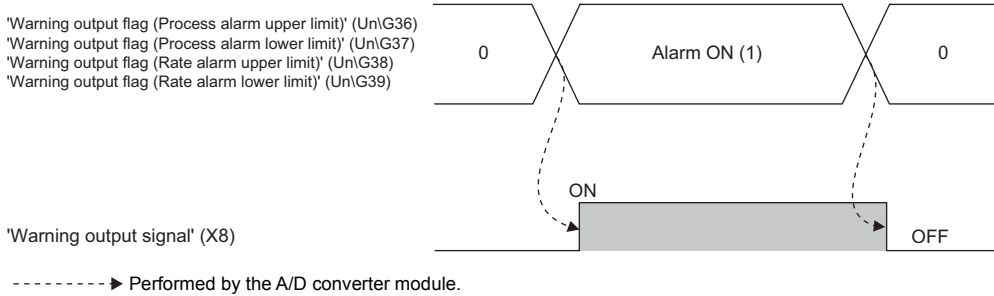 'Warning output flag (Process alarm upper limit)' (Un\G36)
'Warning output flag (Process alarm lower limit)' (Un\G37)
'Warning output flag (Rate alarm upper limit)' (Un\G38)
'Warning output flag (Rate alarm lower limit)' (Un\G39)
0
Alarm ON (1)
0
ON
'Warning output signal' (X8)
OFF
Performed by the A/D converter module.